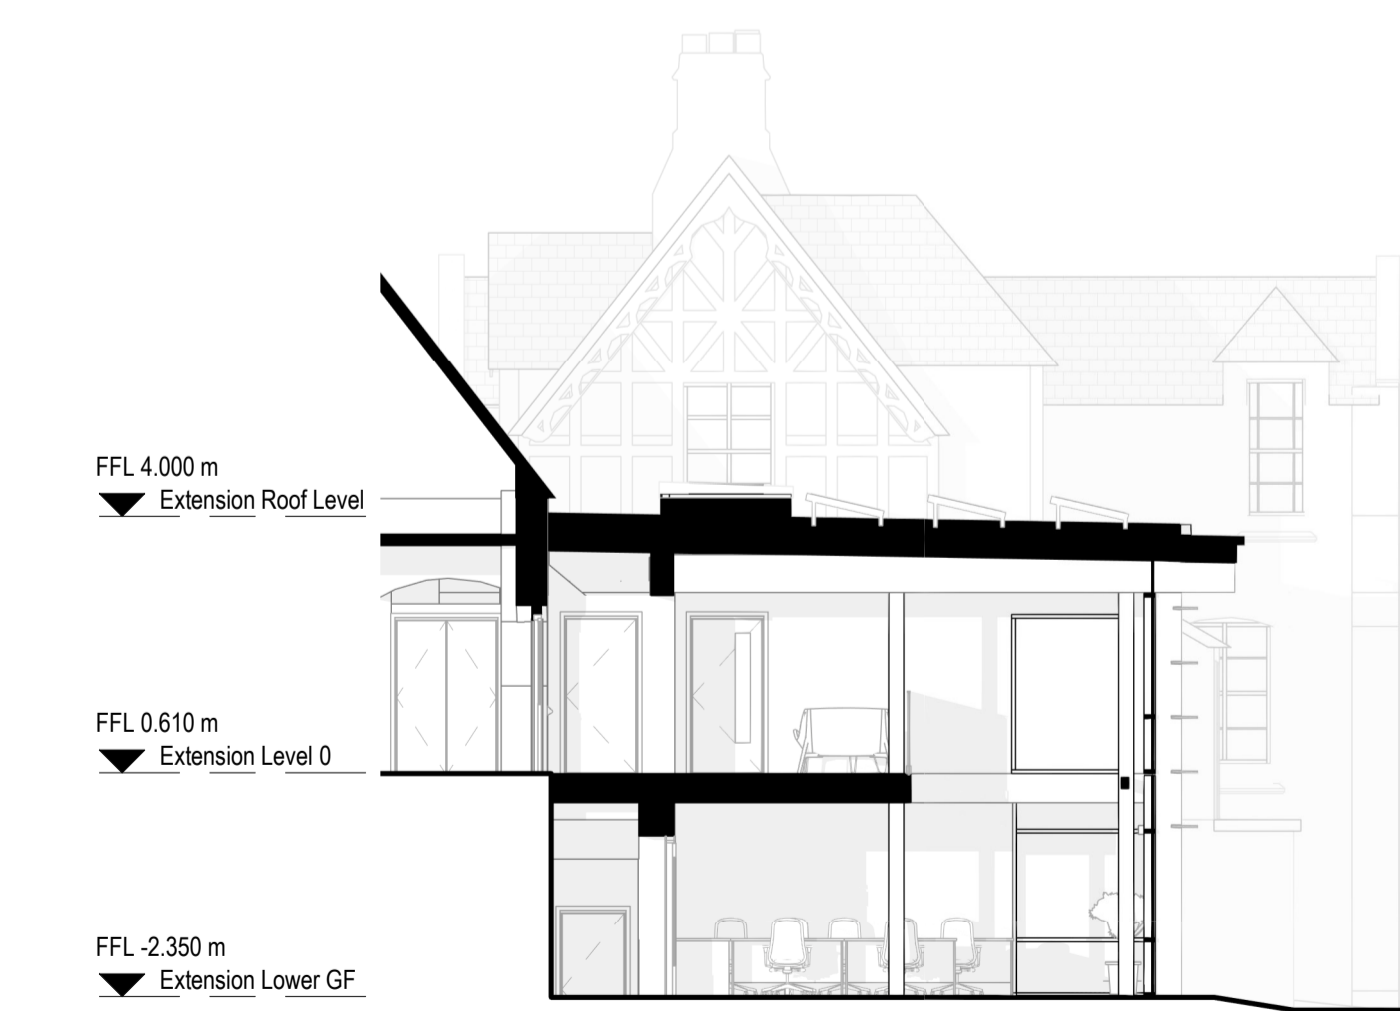 FFL 4.000 m
Extension Roof Level
FFL 0.610 m
Extension Level 0
FFL -2.350 m
Extension Lower GF